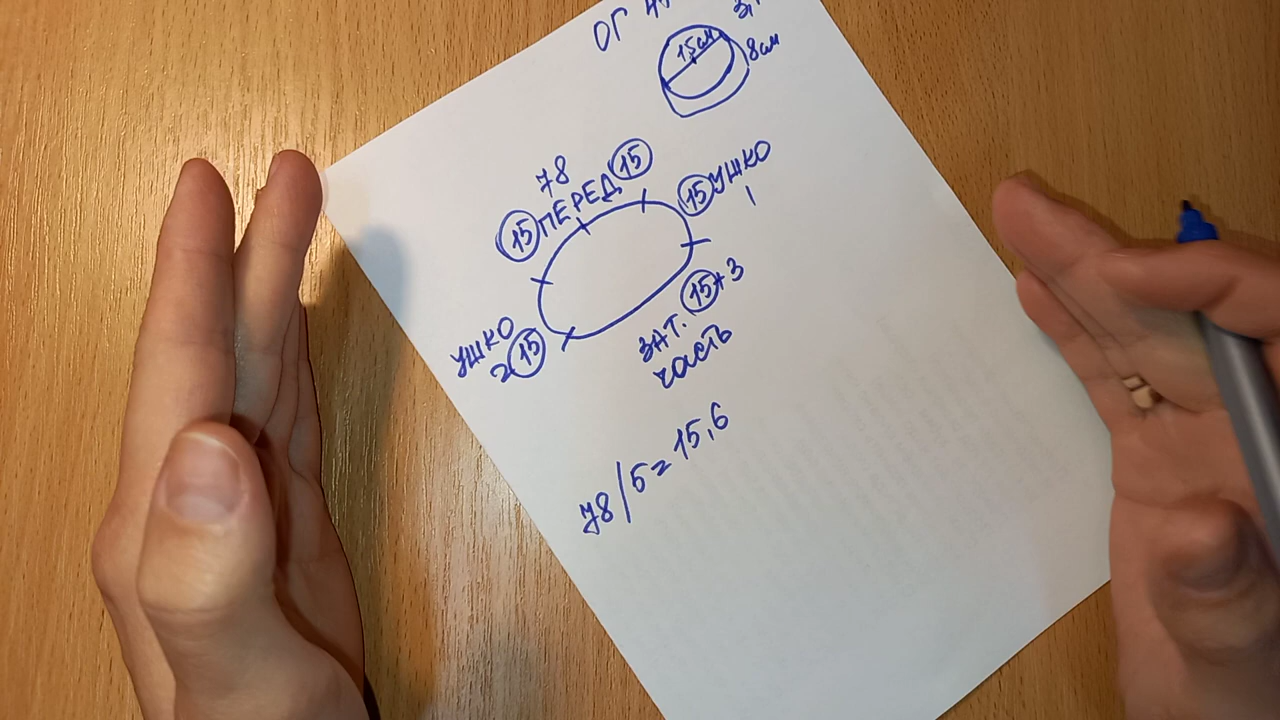 ОГ
15см
8см
78
15 ПЕРЕД 15
15 УШКО
1
УШКО
2 15
ЗАТ. 15+3
часть
78/5=15,6